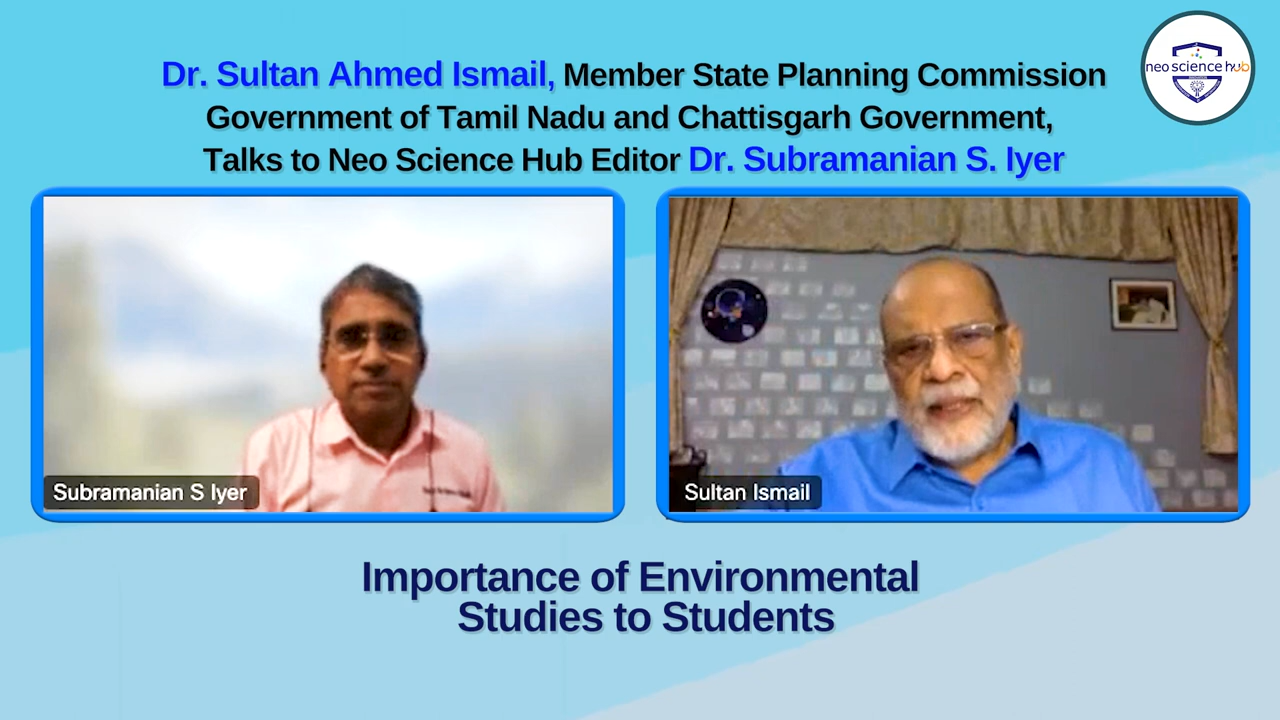 neo science hub
Dr. Sultan Ahmed Ismail, Member State Planning Commission
Government of Tamil Nadu and Chattisgarh Government,
Talks to Neo Science Hub Editor Dr. Subramanian S. Iyer
Subramanian S Iyer
Sultan Ismail
Importance of Environmental
Studies to Students